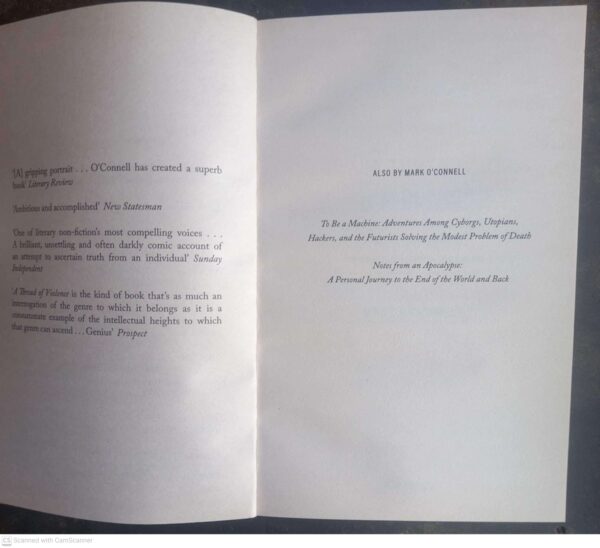 '[A] gripping portrait . . . O'Connell has created a superb
book' Literary Review
'Ambitious and accomplished' New Statesman
'One of literary non-fiction's most compelling voices . . .
A brilliant, unsettling and often darkly comic account of
an attempt to ascertain truth from an individual' Sunday
Independent
'A Thread of Violence is the kind of book that's as much an
interrogation of the genre to which it belongs as it is a
consummate example of the intellectual heights to which
that genre can ascend . . . Genius' Prospect
ALSO BY MARK O'CONNELL
To Be a Machine: Adventures Among Cyborgs, Utopians,
Hackers, and the Futurists Solving the Modest Problem of Death
Notes from an Apocalypse:
A Personal Journey to the End of the World and Back
CS Scanned with CamScanner